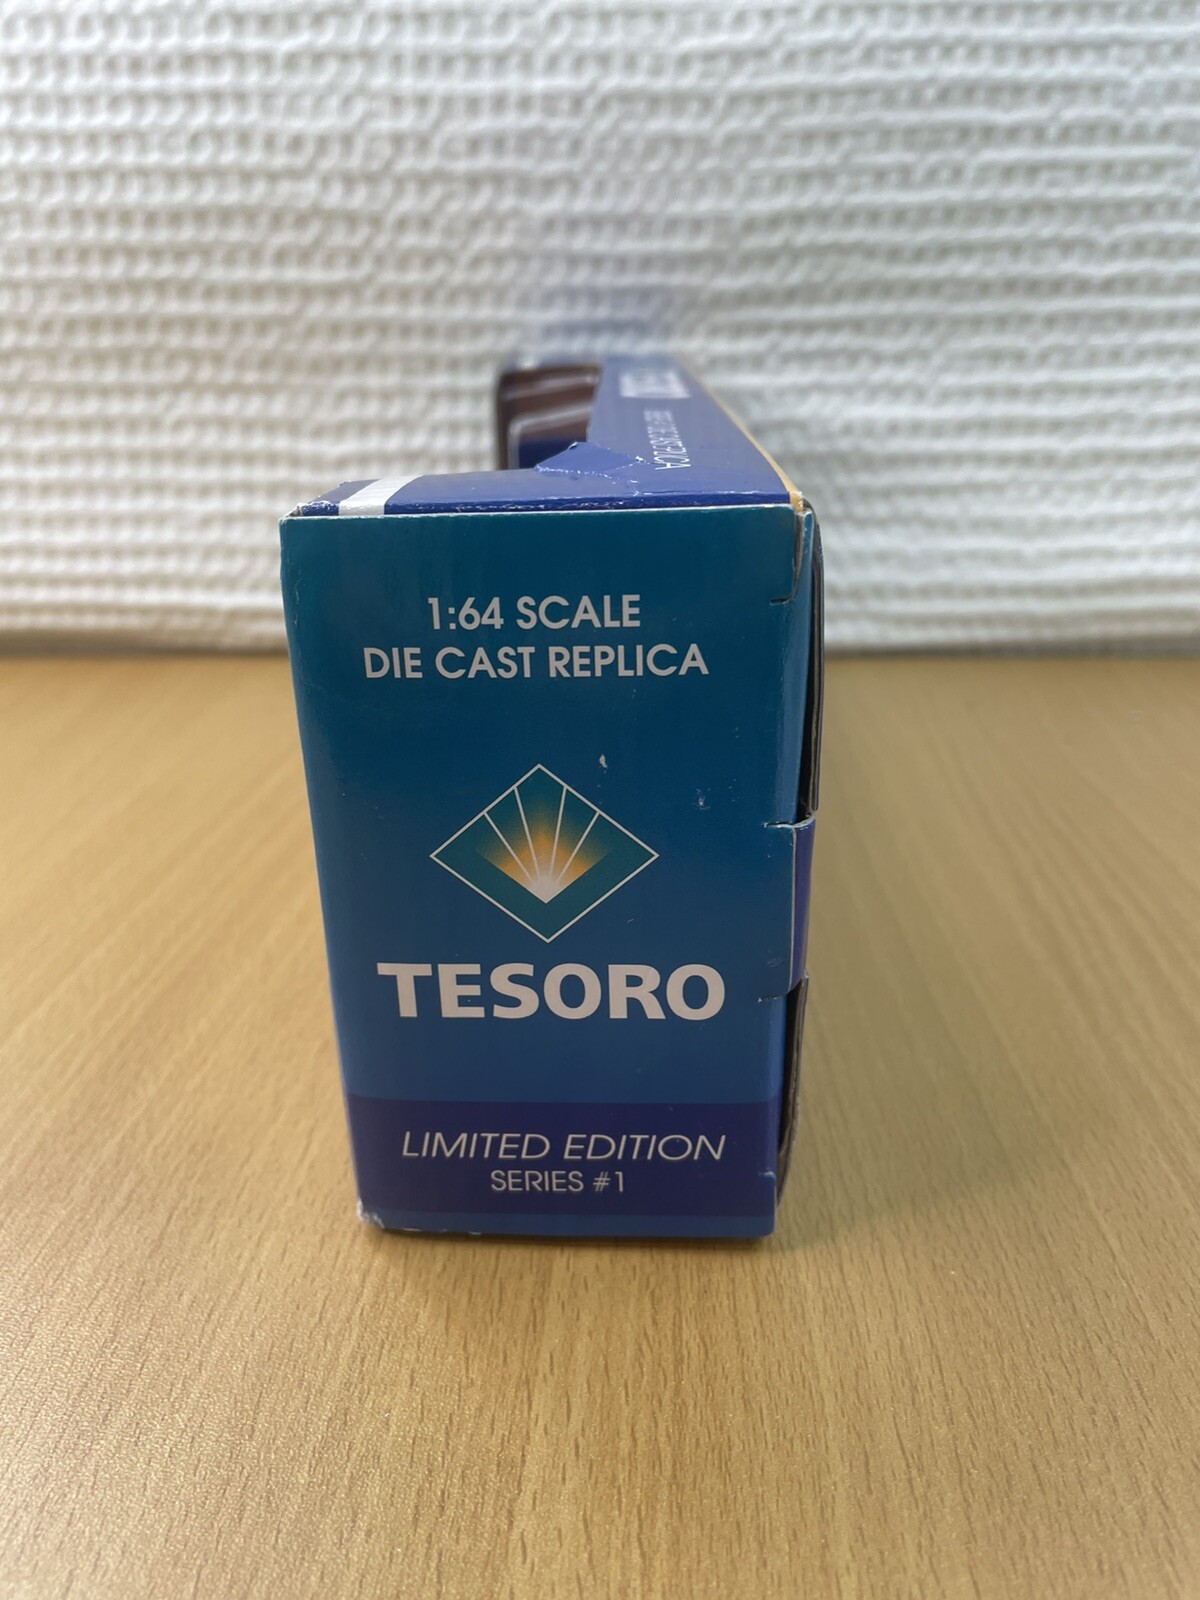 1:64 SCALE
DIE CAST REPLICA
TESORO
LIMITED EDITION
SERIES #1